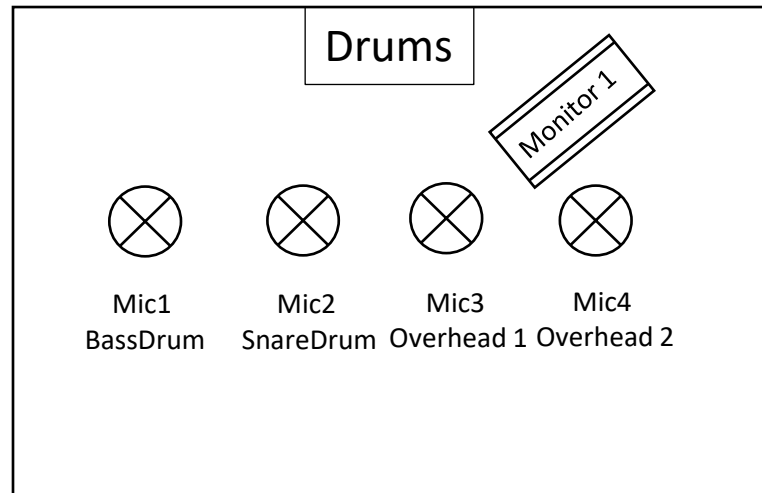 Drums
Monitor 1
Mic1
BassDrum
Mic2
SnareDrum
Mic3
Overhead 1
Mic4
Overhead 2